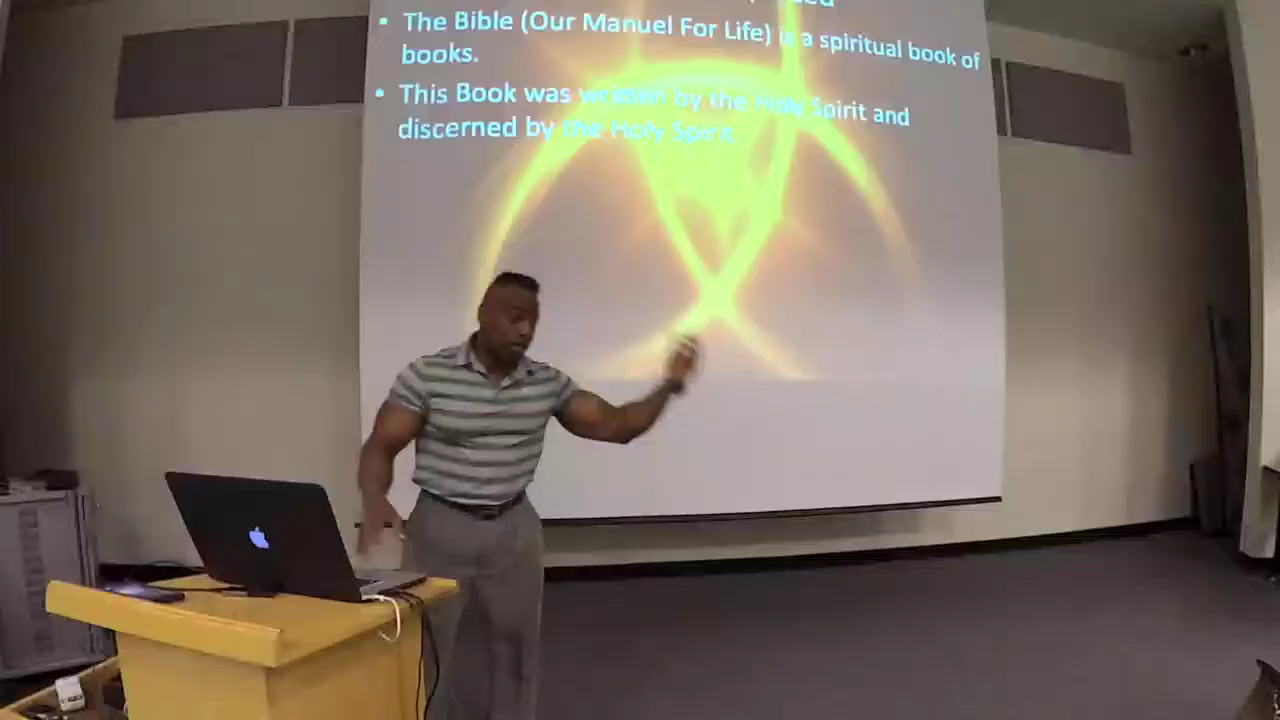 • The Bible (Our Manuel For Life) is a spiritual book of
books.
• This Book was written by the Holy Spirit and
discerned by the Holy Spirit